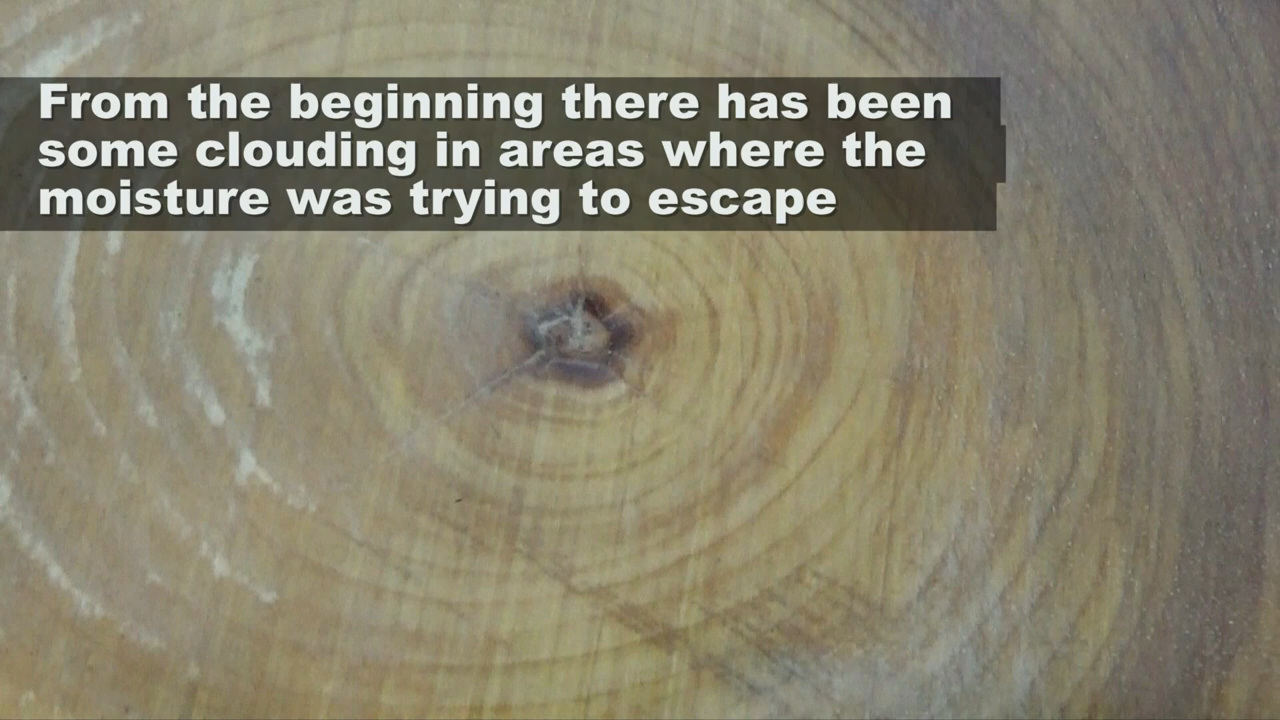 From the beginning there has been
some clouding in areas where the
moisture was trying to escape